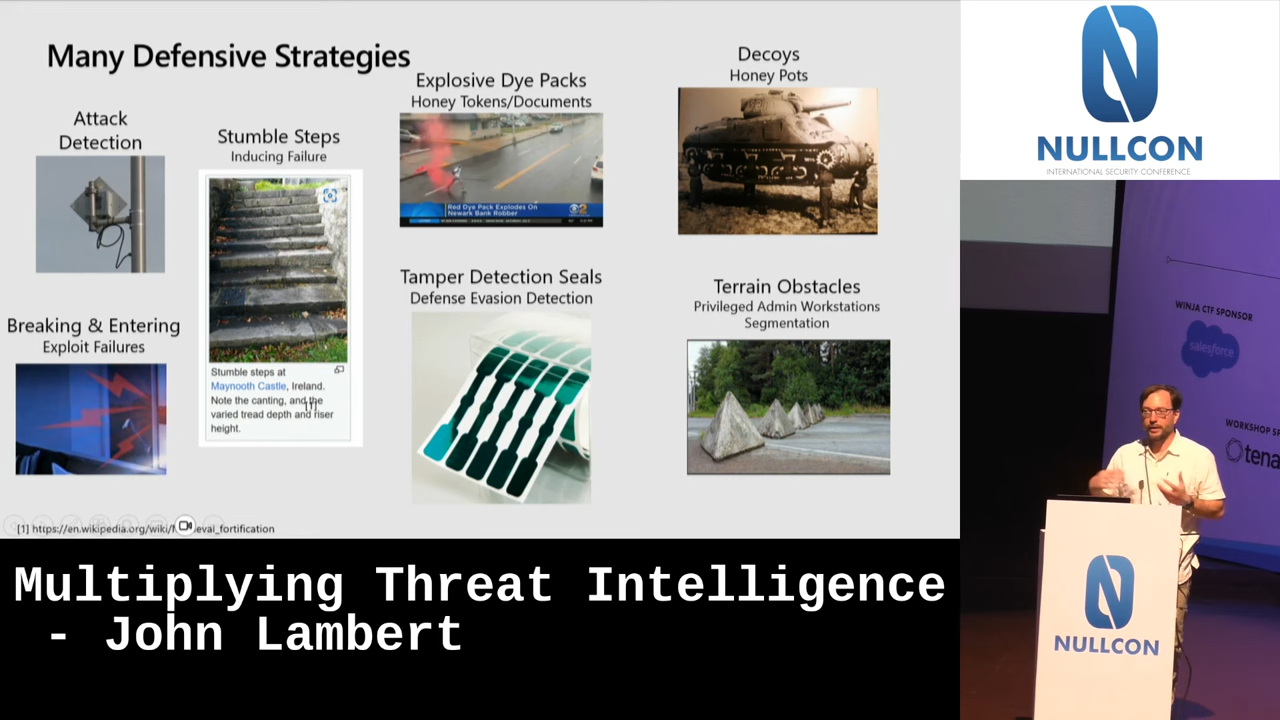 Many Defensive Strategies
Attack
Detection
Stumble Steps
Inducing Failure
Explosive Dye Packs
Honey Tokens/Documents
Red Dye Pack Explodes On
Newark Bank Robber
2
Decoys
Honey Pots
Breaking & Entering
Exploit Failures
Stumble steps at
Maynooth Castle, Ireland.
Note the canting, and the
varied tread depth and riser
height.
[1]
Tamper Detection Seals
Defense Evasion Detection
Terrain Obstacles
Privileged Admin Workstations
Segmentation
[1] https://en.wikipedia.org/wiki/ eval_fortification
Multiplying Threat Intelligence
- John Lambert
NULLCON
INTERNATIONAL SECURITY CONFERENCE
WINJA CTF SPONSOR
salesforce
WORKSHOP SP
tena
NULLCON